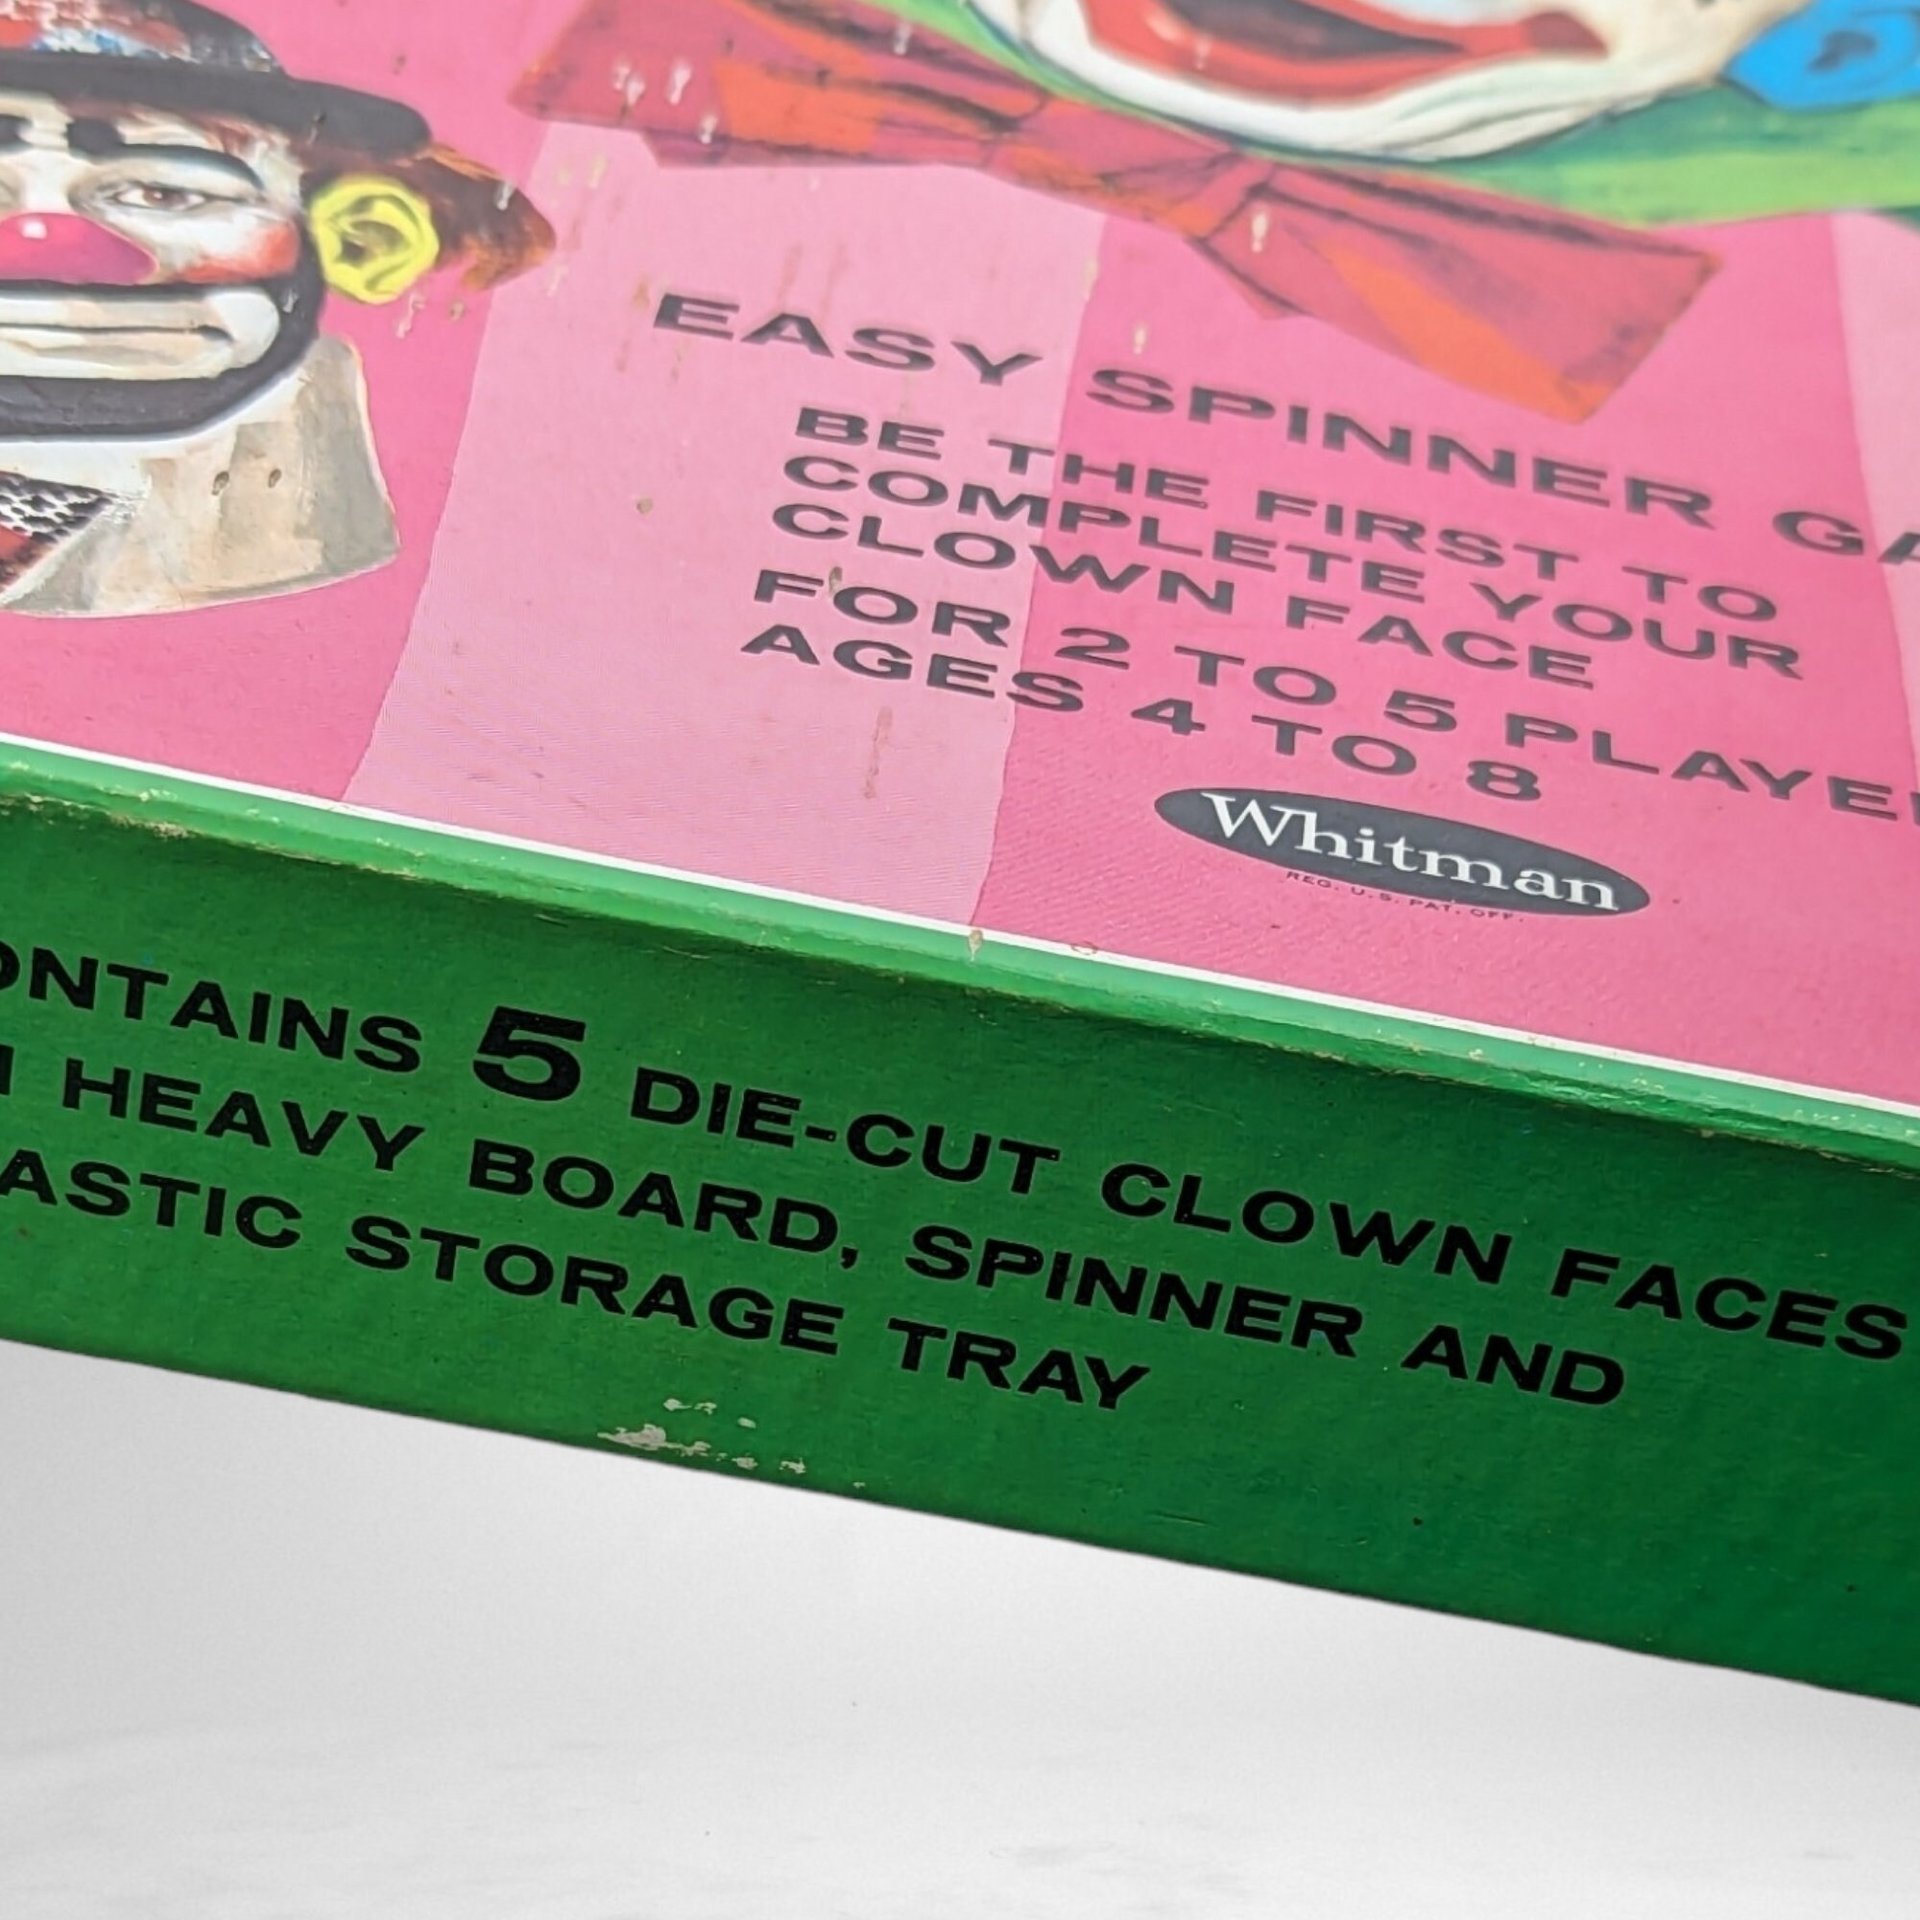 EASY SPINNER GA
BE THE FIRST TO
COMPLETE YOUR
CLOWN FACE
FOR 2 TO 5 PLAYE
AGES 4 TO 8
Whitman
REG. U.S. PAT. OFF.
ONTAINS 5 DIE-CUT CLOWN FACES
HEAVY BOARD, SPINNER AND
ASTIC STORAGE TRAY